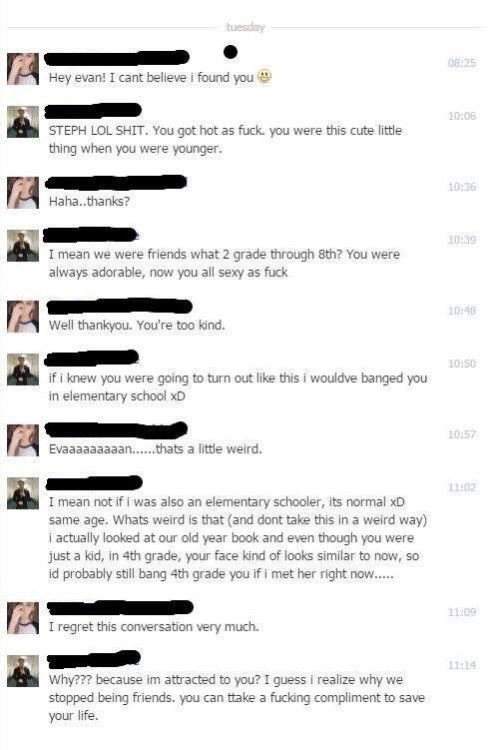 tuesday
08:25
Hey evan! I cant believe i found you
10:06
STEPH LOL SHIT. You got hot as fuck. you were this cute little
thing when you were younger.
10:36
Haha..thanks?
10:39
I mean we were friends what 2 grade through 8th? You were
always adorable, now you all sexy as fuck
10:48
Well thankyou. You're too kind.
10:50
if i knew you were going to turn out like this i wouldve banged you
in elementary school xD
10:57
Evaaaaaaaaan......thats a little weird.
11:02
I mean not if i was also an elementary schooler, its normal xD
same age. Whats weird is that (and dont take this in a weird way)
i actually looked at our old year book and even though you were
just a kid, in 4th grade, your face kind of looks similar to now, so
id probably still bang 4th grade you if i met her right now.....
11:09
I regret this conversation very much.
11:14
Why??? because im attracted to you? I guess i realize why we
stopped being friends. you can ttake a fucking compliment to save
your life.